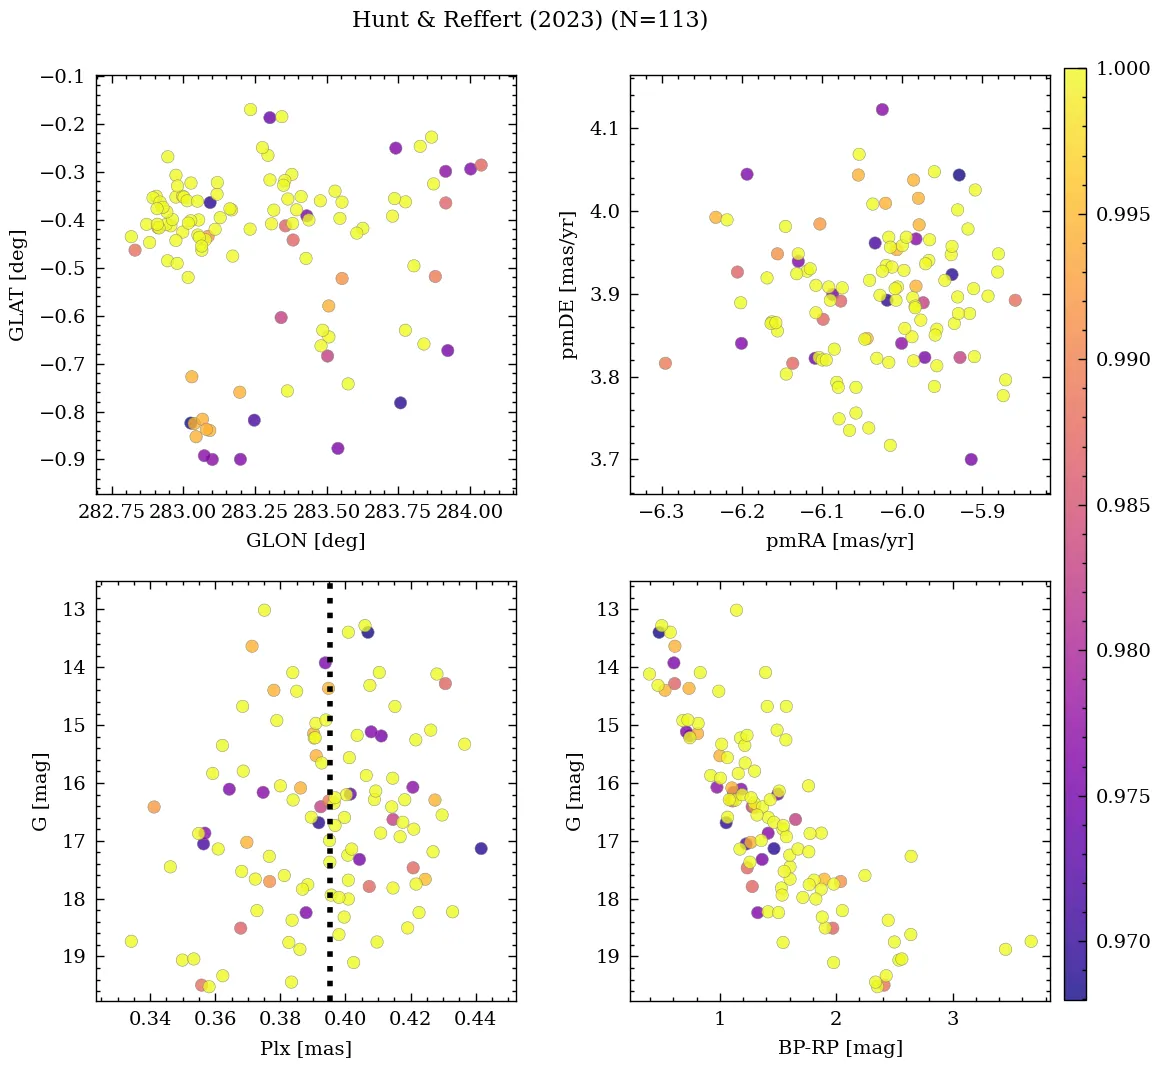 Hunt & Reffert (2023) (N=113)
−0.1
−0.2
−0.3
−0.4
−0.5
−0.6
−0.7
−0.8
−0.9
GLAT [deg]
282.75 283.00 283.25 283.50 283.75 284.00
GLON [deg]
4.1
4.0
3.9
3.8
3.7
pmDE [mas/yr]
−6.3 −6.2 −6.1 −6.0 −5.9
pmRA [mas/yr]
1.000
0.995
0.990
0.985
0.980
0.975
0.970
13
14
15
16
17
18
19
G [mag]
0.34 0.36 0.38 0.40 0.42 0.44
Plx [mas]
13
14
15
16
17
18
19
G [mag]
1 2 3
BP-RP [mag]